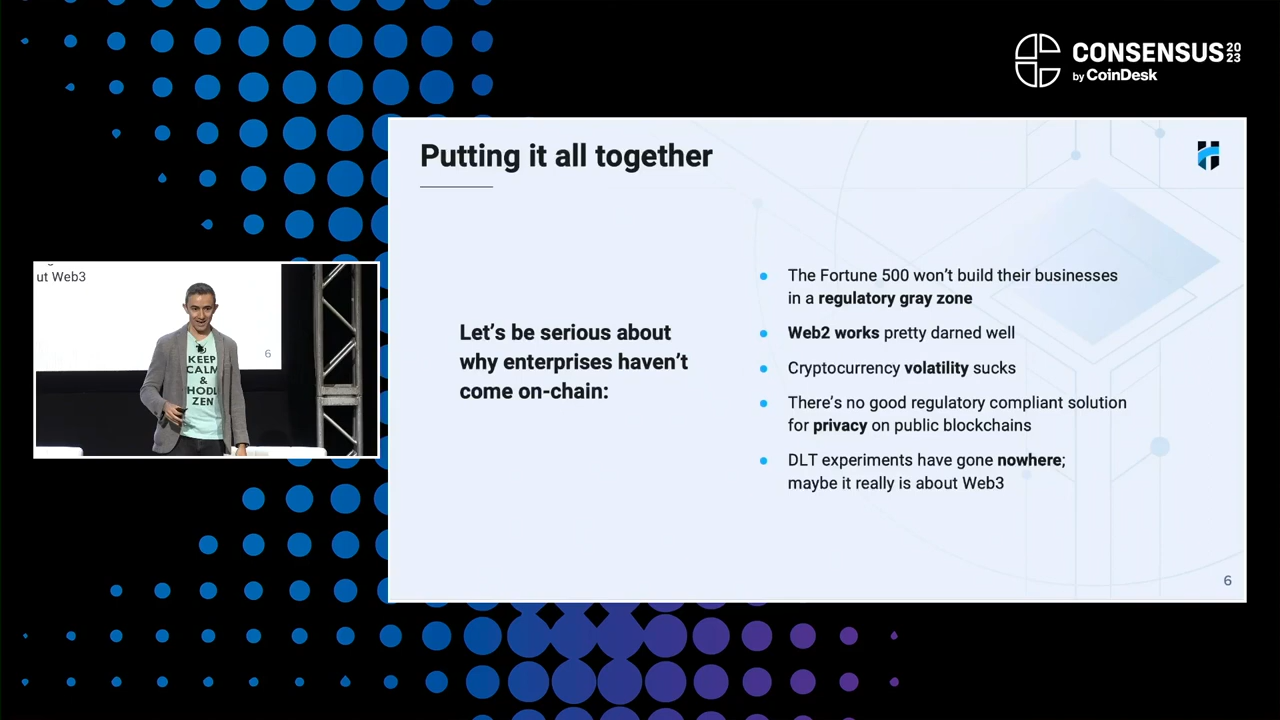 CONSENSUS 20 23
by CoinDesk
Putting it all together
Let’s be serious about
why enterprises haven’t
come on-chain:
The Fortune 500 won’t build their businesses
in a regulatory gray zone
Web2 works pretty darned well
Cryptocurrency volatility sucks
There’s no good regulatory compliant solution
for privacy on public blockchains
DLT experiments have gone nowhere;
maybe it really is about Web3
6
ut Web3
6
KEEP
CALM
&
HODL
ZEN